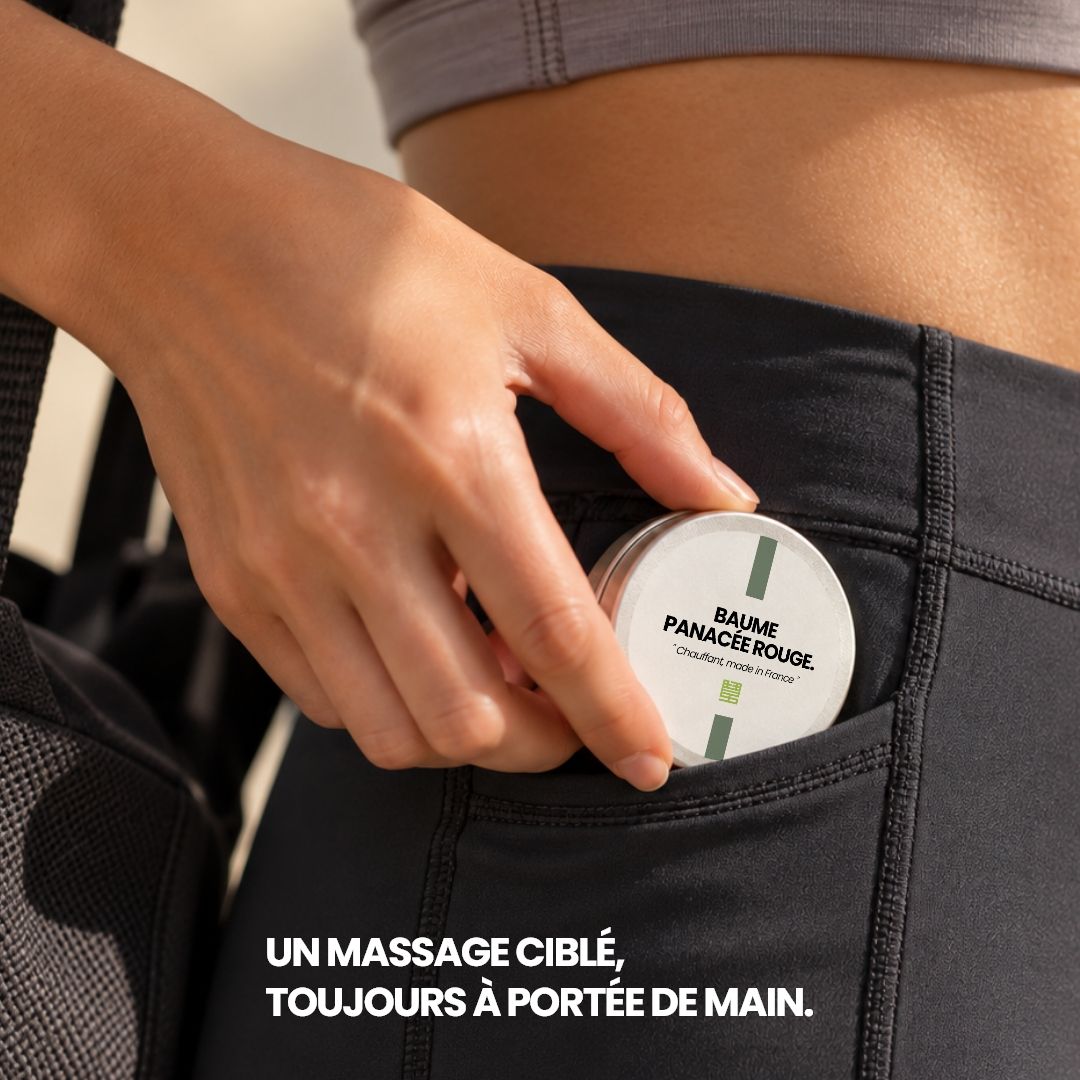 BAUME
PANACÉE ROUGE.
" Chauffant, made in France "
UN MASSAGE CIBLÉ,
TOUJOURS À PORTÉE DE MAIN.